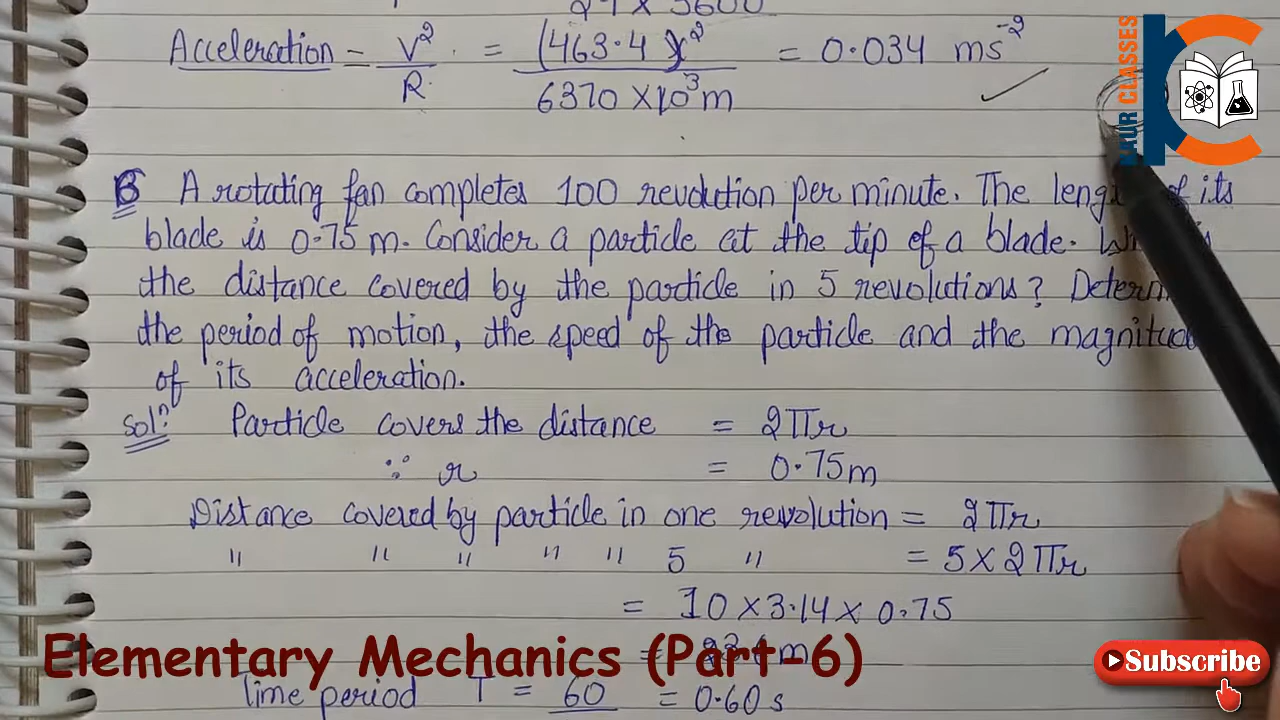 27 x 3600
Acceleration = V² = (463.4)² = 0.034 ms⁻²
R 6370 x 10³ m
B A rotating fan completes 100 revolution per minute. The of its
blade is 0.75 m. Consider a particle at the tip of a blade.
the distance covered by the particle in 5 revolutions?
the period of motion, the speed of the particle and the
of its acceleration.
Solⁿ Particle covers the distance = 2πr
∵ r = 0.75m
Distance covered by particle in one revolution = 2πr
" " " " " 5 " = 5 x 2πr
= 10 x 3.14 x 0.75
=
Time period T = 60 = 0.60 s
CLASSES
Elementary Mechanics (Part-6)
Subscribe